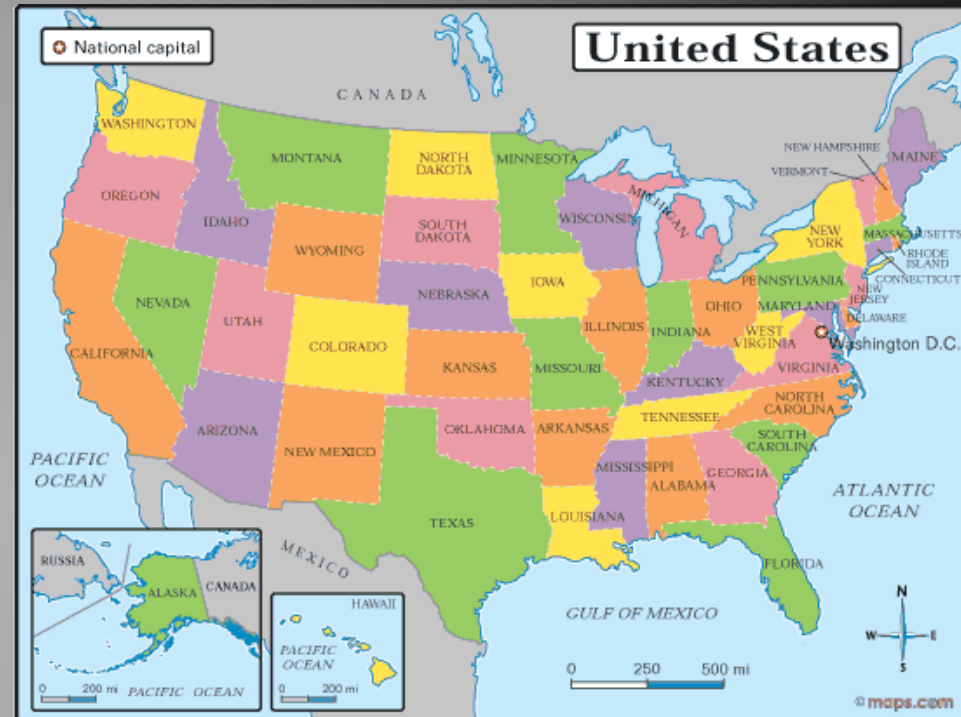 National capital
United States
CANADA
WASHINGTON
MONTANA
NORTH
DAKOTA
MINNESOTA
NEW HAMPSHIRE
VERMONT
MAINE
OREGON
IDAHO
WYOMING
SOUTH
DAKOTA
WISCONSIN
MICHIGAN
NEW
YORK
MASSACHUSETTS
RHODE
ISLAND
CONNECTICUT
NEVADA
UTAH
COLORADO
NEBRASKA
IOWA
ILLINOIS
INDIANA
OHIO
PENNSYLVANIA
NEW
JERSEY
MARYLAND
DELAWARE
WEST
VIRGINIA
Washington D.C.
CALIFORNIA
KANSAS
MISSOURI
KENTUCKY
VIRGINIA
ARIZONA
NEW MEXICO
OKLAHOMA
ARKANSAS
TENNESSEE
NORTH
CAROLINA
SOUTH
CAROLINA
PACIFIC
OCEAN
TEXAS
LOUISIANA
MISSISSIPPI
ALABAMA
GEORGIA
ATLANTIC
OCEAN
FLORIDA
MEXICO
GULF OF MEXICO
RUSSIA
ALASKA
CANADA
0 200 mi
PACIFIC OCEAN
HAWAII
PACIFIC
OCEAN
0 200 mi
0 250 500 mi
N
W E
S
©maps.com